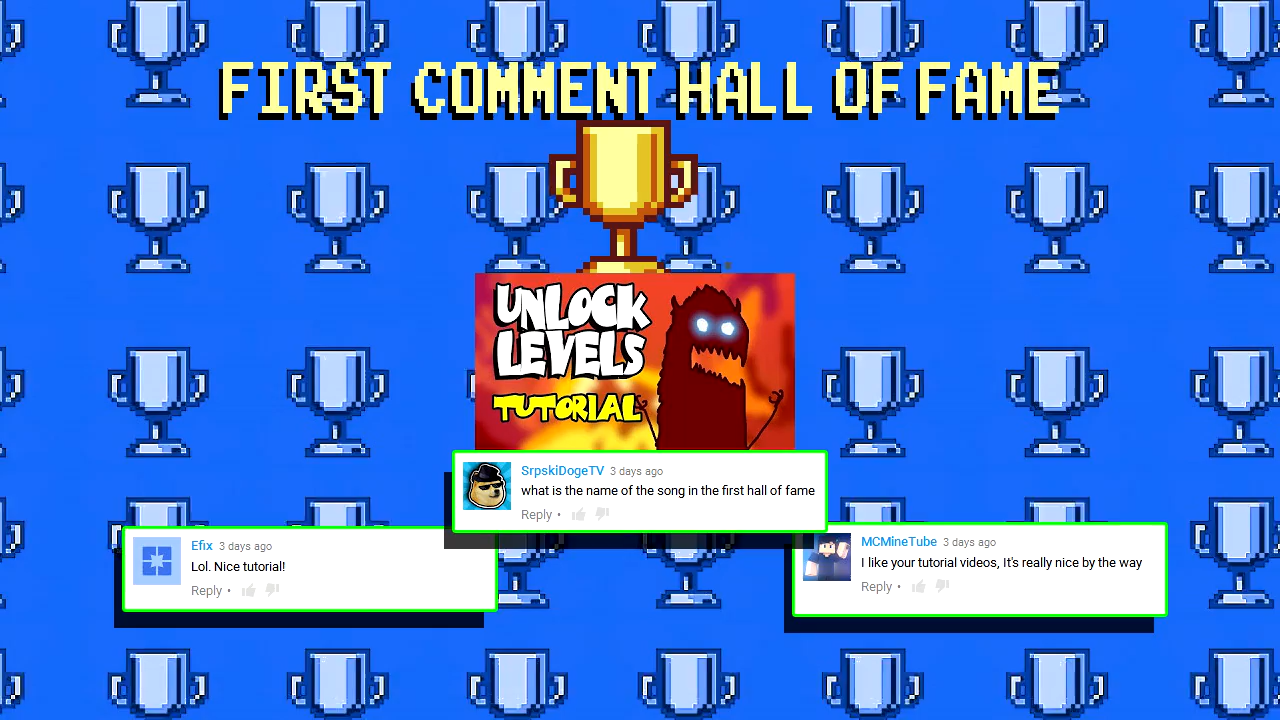 FIRST COMMENT HALL OF FAME
UNLOCK
LEVELS
TUTORIAL
SrpskiDogeTV 3 days ago
what is the name of the song in the first hall of fame
Reply •
Efix 3 days ago
Lol. Nice tutorial!
Reply •
MCMineTube 3 days ago
I like your tutorial videos, It's really nice by the way
Reply •